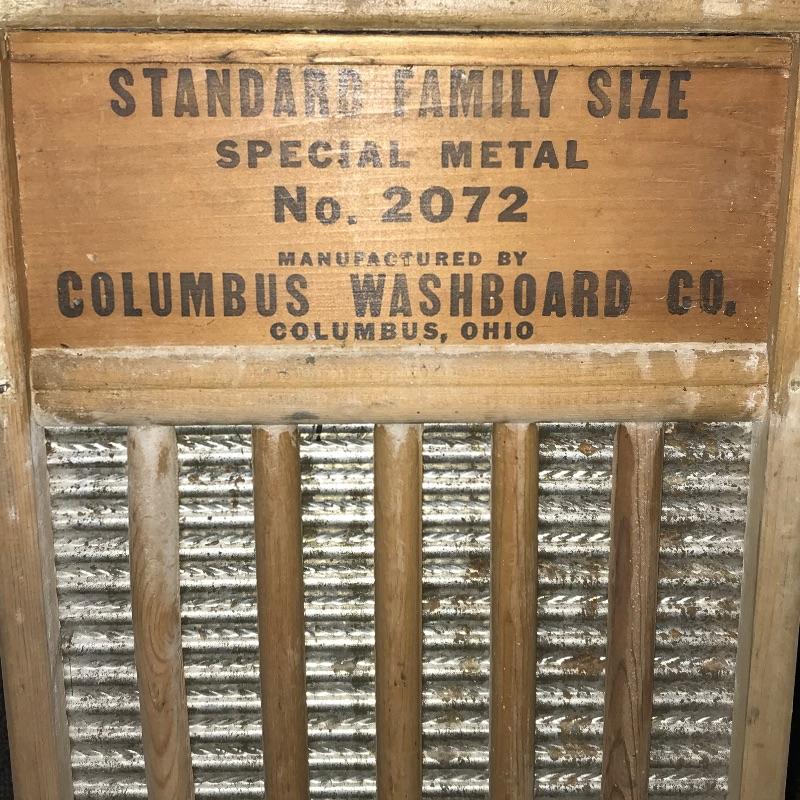 STANDARD FAMILY SIZE
SPECIAL METAL
No. 2072
MANUFACTURED BY
COLUMBUS WASHBOARD CO.
COLUMBUS, OHIO